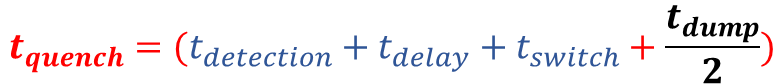 t_quench = (t_detection + t_delay + t_switch + t_dump/2)